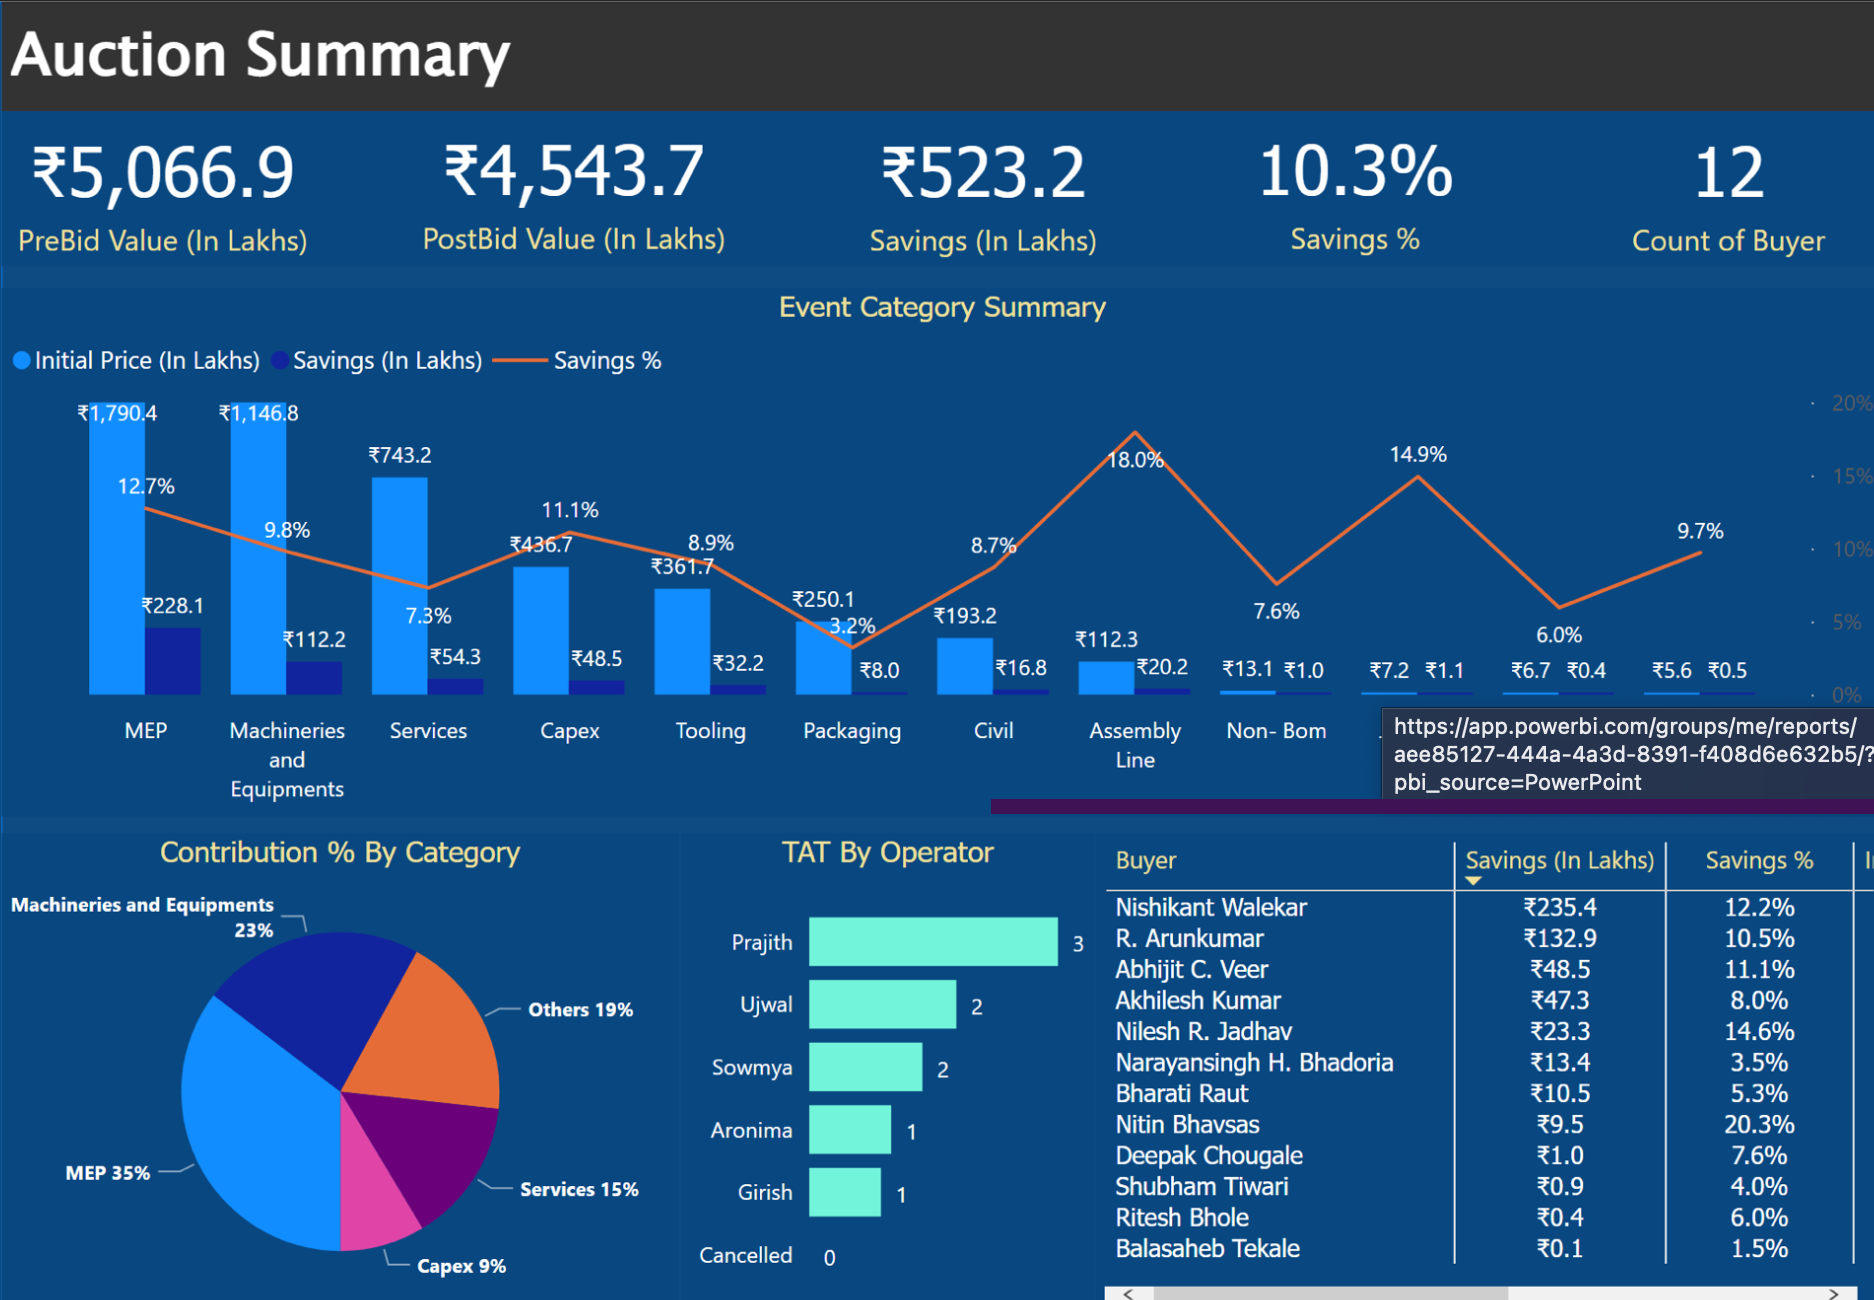 Auction Summary
₹5,066.9
PreBid Value (In Lakhs)
₹4,543.7
PostBid Value (In Lakhs)
₹523.2
Savings (In Lakhs)
10.3%
Savings %
12
Count of Buyer
Event Category Summary
Initial Price (In Lakhs) Savings (In Lakhs) Savings %
₹1,790.4
₹1,146.8
₹743.2
₹436.7
₹361.7
₹250.1
₹193.2
₹112.3
₹13.1
₹7.2
₹6.7
₹5.6
₹228.1
₹112.2
₹54.3
₹48.5
₹32.2
₹8.0
₹16.8
₹20.2
₹1.0
₹1.1
₹0.4
₹0.5
12.7%
9.8%
7.3%
11.1%
8.9%
3.2%
8.7%
18.0%
7.6%
14.9%
6.0%
9.7%
20%
15%
10%
5%
0%
MEP
Machineries
and
Equipments
Services
Capex
Tooling
Packaging
Civil
Assembly
Line
Non- Bom
https://app.powerbi.com/groups/me/reports/
aee85127-444a-4a3d-8391-f408d6e632b5/?
pbi_source=PowerPoint
Contribution % By Category
Machineries and Equipments
23%
Others 19%
Services 15%
Capex 9%
MEP 35%
TAT By Operator
Prajith 3
Ujwal 2
Sowmya 2
Aronima 1
Girish 1
Cancelled 0
Buyer Savings (In Lakhs) Savings %
Nishikant Walekar ₹235.4 12.2%
R. Arunkumar ₹132.9 10.5%
Abhijit C. Veer ₹48.5 11.1%
Akhilesh Kumar ₹47.3 8.0%
Nilesh R. Jadhav ₹23.3 14.6%
Narayansingh H. Bhadoria ₹13.4 3.5%
Bharati Raut ₹10.5 5.3%
Nitin Bhavsas ₹9.5 20.3%
Deepak Chougale ₹1.0 7.6%
Shubham Tiwari ₹0.9 4.0%
Ritesh Bhole ₹0.4 6.0%
Balasaheb Tekale ₹0.1 1.5%